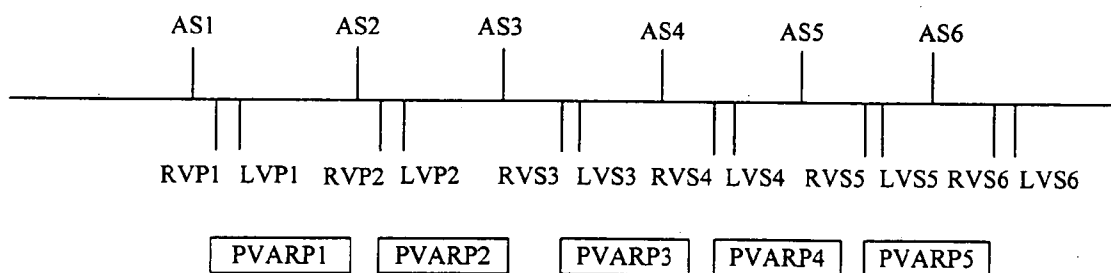 AS1 AS2 AS3 AS4 AS5 AS6
RVP1 LVP1 RVP2 LVP2 RVS3 LVS3 RVS4 LVS4 RVS5 LVS5 RVS6 LVS6
PVARP1 PVARP2 PVARP3 PVARP4 PVARP5